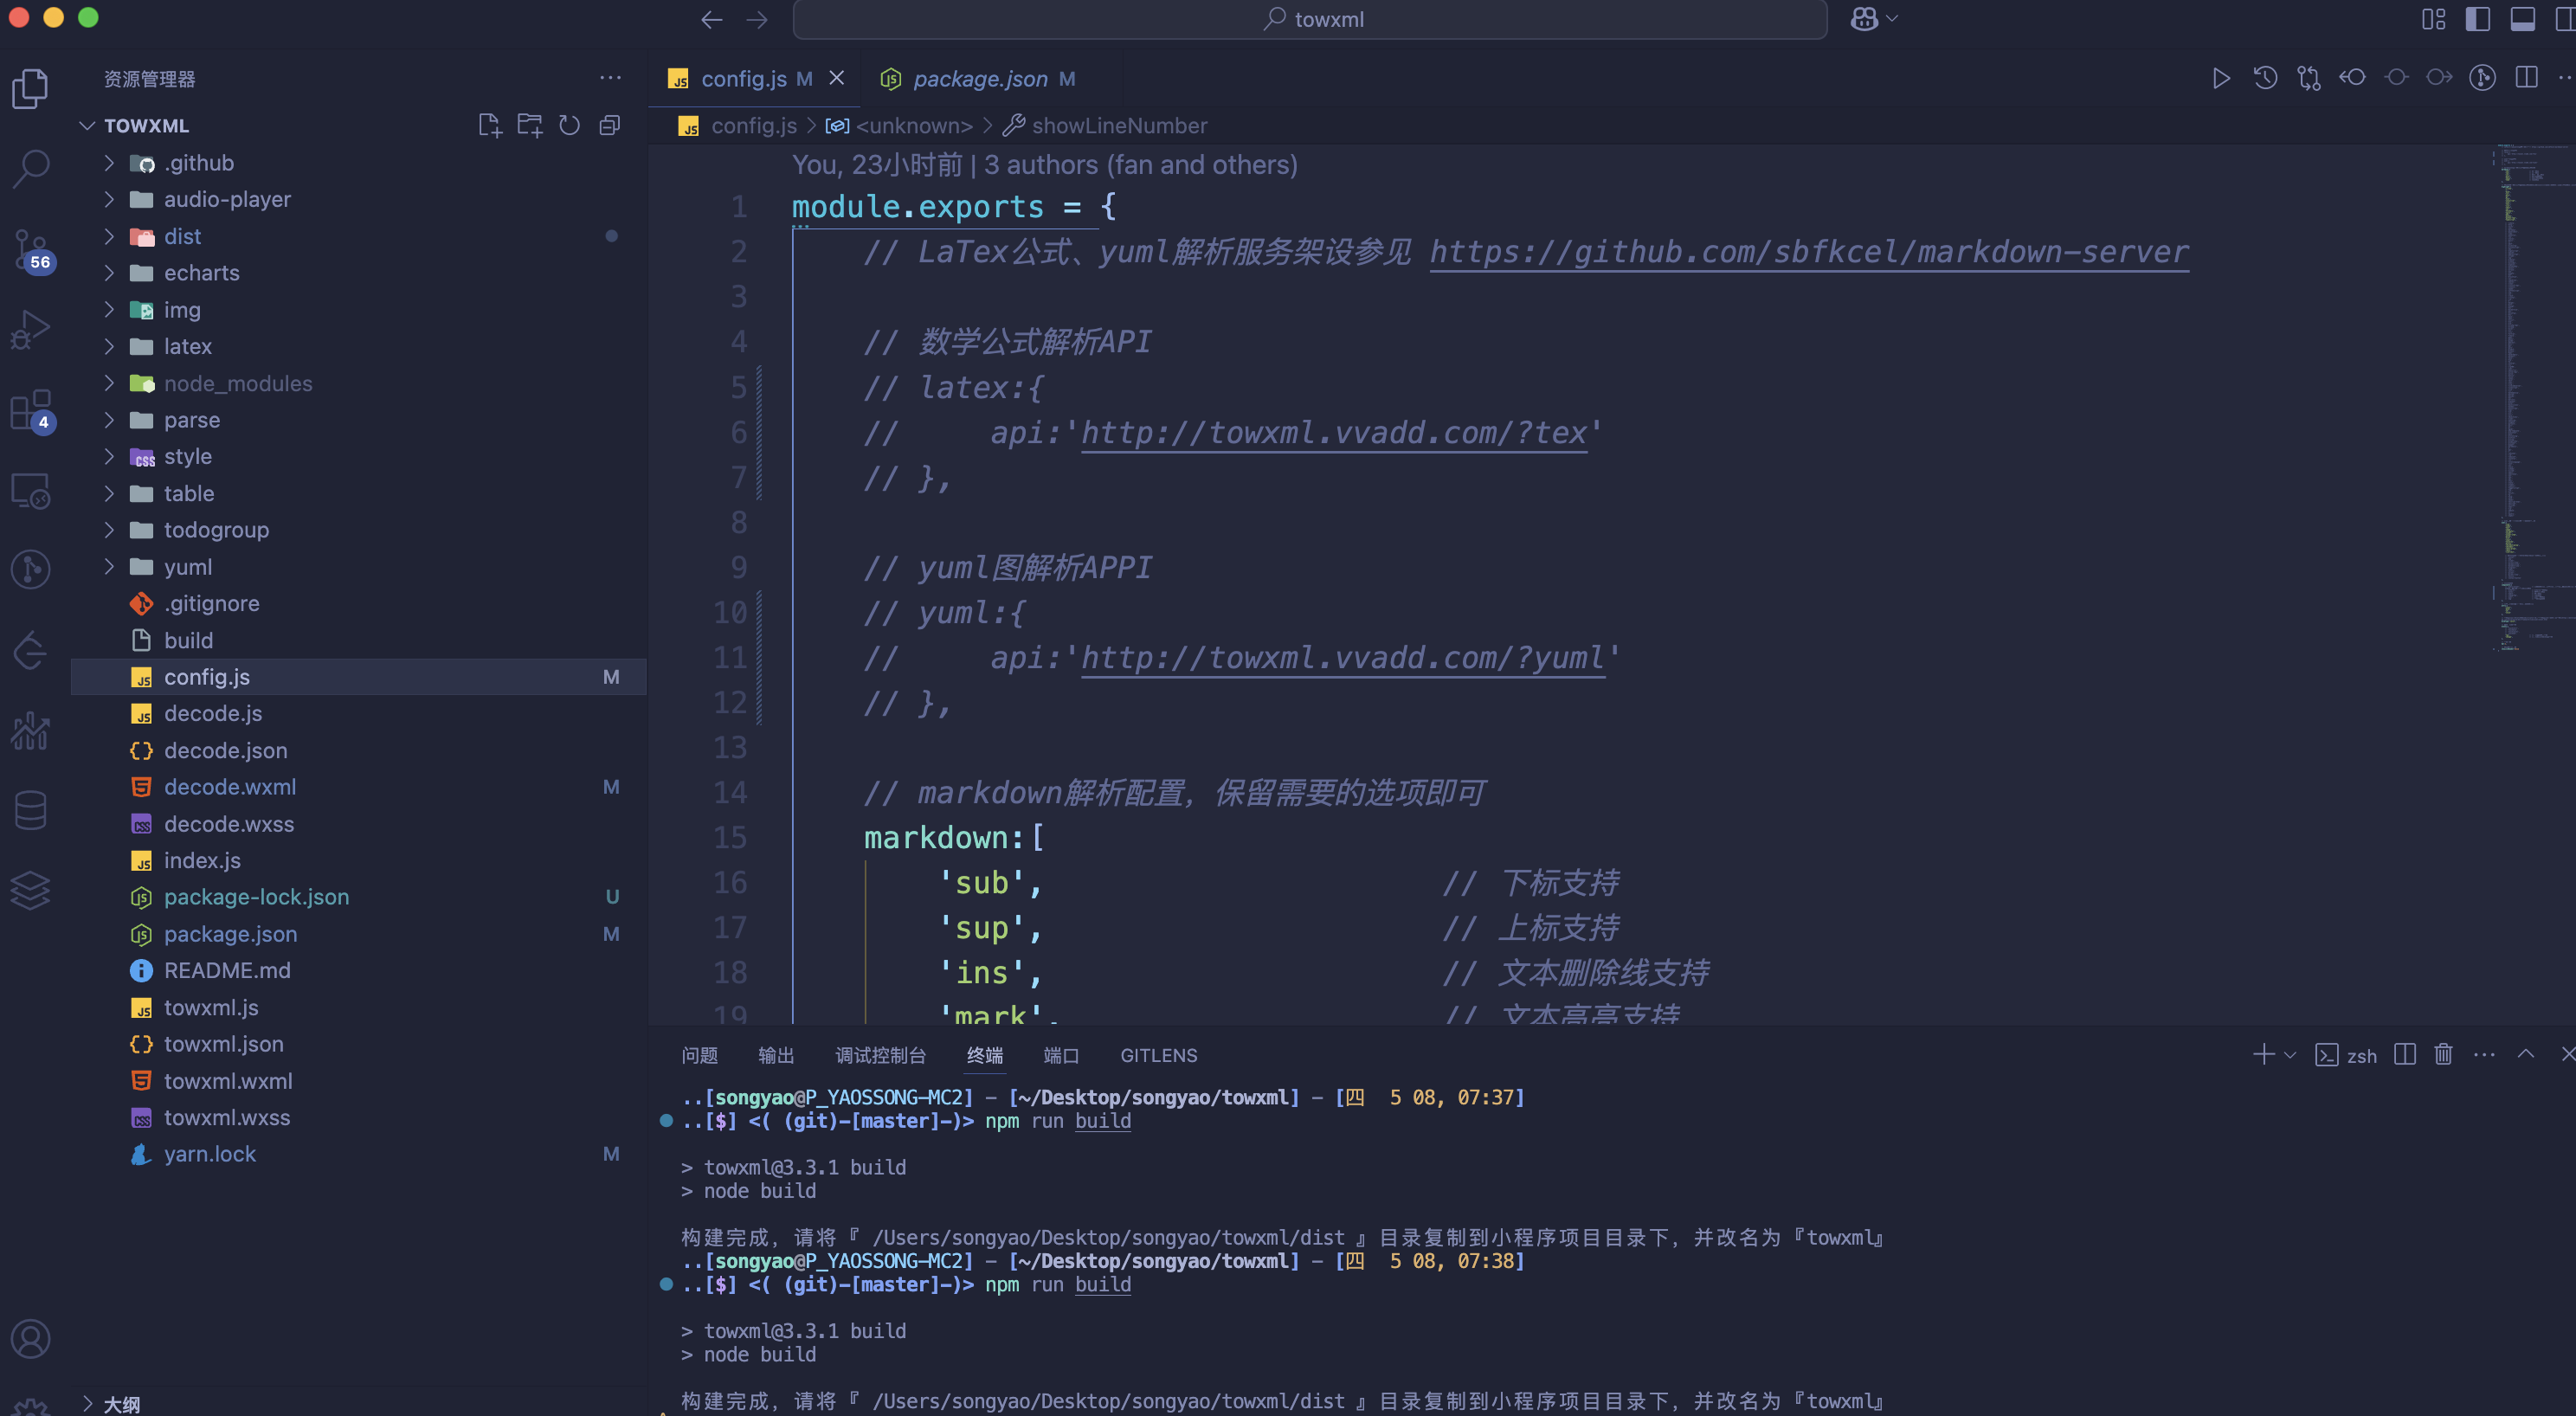 towxml
资源管理器
TOWXML
.github
audio-player
dist
echarts
img
latex
node_modules
parse
style
table
todogroup
yuml
.gitignore
build
config.js M
decode.js
decode.json
decode.wxml M
decode.wxss
index.js
package-lock.json U
package.json M
README.md
towxml.js
towxml.json
towxml.wxml
towxml.wxss
yarn.lock M
大纲
56
4
config.js M
package.json M
config.js > <unknown> > showLineNumber
You, 23小时前 | 3 authors (fan and others)
1 module.exports = {
2 // LaTex公式、yuml解析服务架设参见 https://github.com/sbfkcel/markdown-server
3
4 // 数学公式解析API
5 // latex:{
6 //     api:'http://towxml.vvadd.com/?tex'
7 // },
8
9 // yuml图解析APPI
10 // yuml:{
11 //     api:'http://towxml.vvadd.com/?yuml'
12 // },
13
14 // markdown解析配置，保留需要的选项即可
15 markdown:[
16 'sub', // 下标支持
17 'sup', // 上标支持
18 'ins', // 文本删除线支持
19 'mark', // 文本高亮支持
问题 输出 调试控制台 终端 端口 GITLENS
zsh
..[songyao@P_YAOSSONG-MC2] – [~/Desktop/songyao/towxml] – [四  5 08, 07:37]
..[$] <( (git)-[master]-)> npm run build
> towxml@3.3.1 build
> node build
构建完成，请将『 /Users/songyao/Desktop/songyao/towxml/dist 』目录复制到小程序项目目录下，并改名为『towxml』
..[songyao@P_YAOSSONG-MC2] – [~/Desktop/songyao/towxml] – [四  5 08, 07:38]
..[$] <( (git)-[master]-)> npm run build
> towxml@3.3.1 build
> node build
构建完成，请将『 /Users/songyao/Desktop/songyao/towxml/dist 』目录复制到小程序项目目录下，并改名为『towxml』